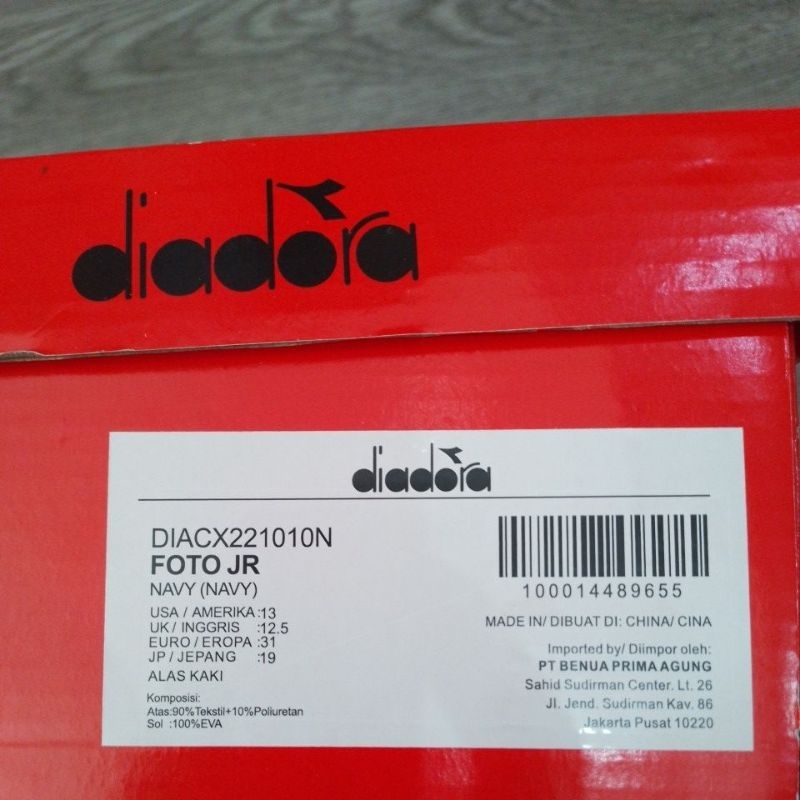 diadora
diadora
DIACX221010N
FOTO JR
NAVY (NAVY)
USA / AMERIKA :13
UK / INGGRIS :12.5
EURO / EROPA :31
JP / JEPANG :19
ALAS KAKI
Komposisi:
Atas:90%Tekstil+10%Poliuretan
Sol :100%EVA
100014489655
MADE IN/ DIBUAT DI: CHINA/ CINA
Imported by/ Diimpor oleh:
PT BENUA PRIMA AGUNG
Sahid Sudirman Center. Lt. 26
Jl. Jend. Sudirman Kav. 86
Jakarta Pusat 10220